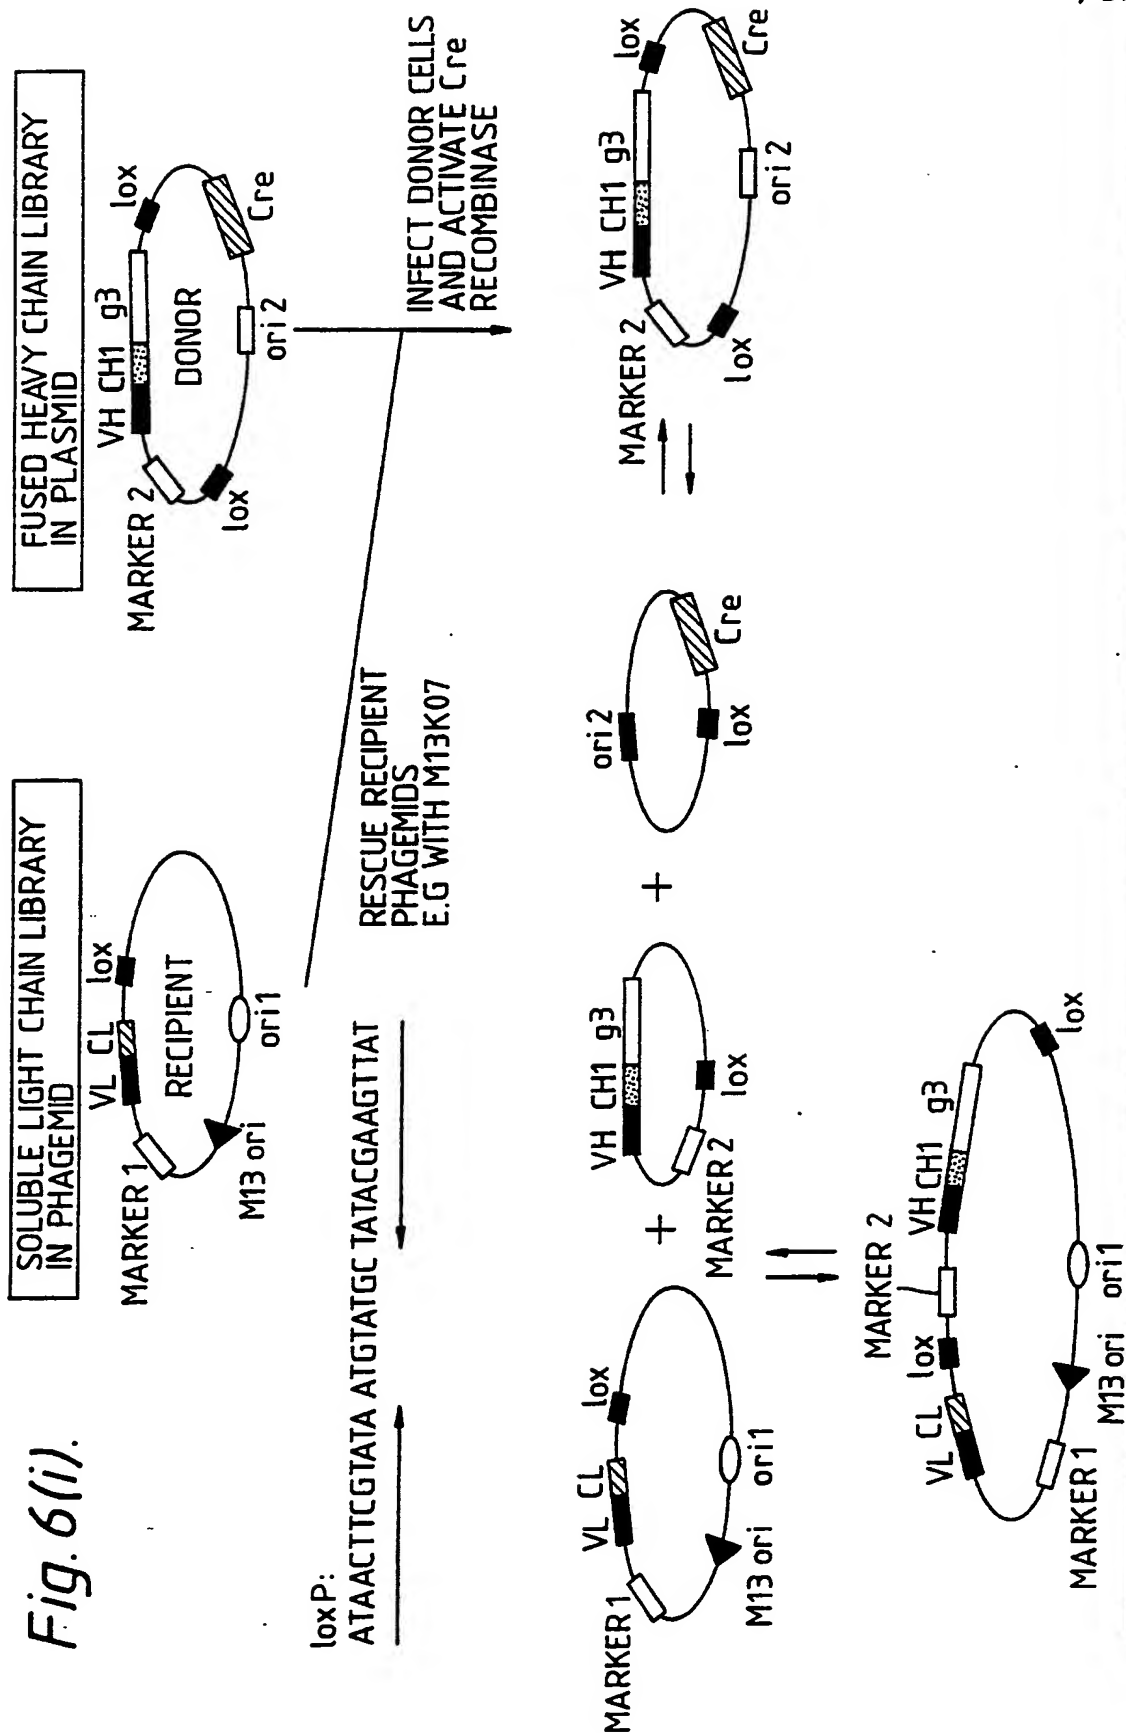 Fig. 6(i).
SOLUBLE LIGHT CHAIN LIBRARY
IN PHAGEMID
MARKER 1
VL CL
lox
RECIPIENT
M13 ori
ori1
FUSED HEAVY CHAIN LIBRARY
IN PLASMID
MARKER 2
VH CH1 g3
lox
DONOR
lox
ori 2
Cre
loxP:
ATAACTTCGTATA ATGTATGC TATACGAAGTTAT
RESCUE RECIPIENT
PHAGEMIDS
E.G WITH M13K07
INFECT DONOR CELLS
AND ACTIVATE Cre
RECOMBINASE
MARKER1
VL CL
lox
M13 ori
ori1
+
VH CH1 g3
MARKER 2
lox
+
ori2
lox
Cre
MARKER 2
VH CH1 g3
lox
lox
ori 2
Cre
MARKER 2
VL CL
lox
VH CH1 g3
lox
MARKER 1
M13 ori
ori1